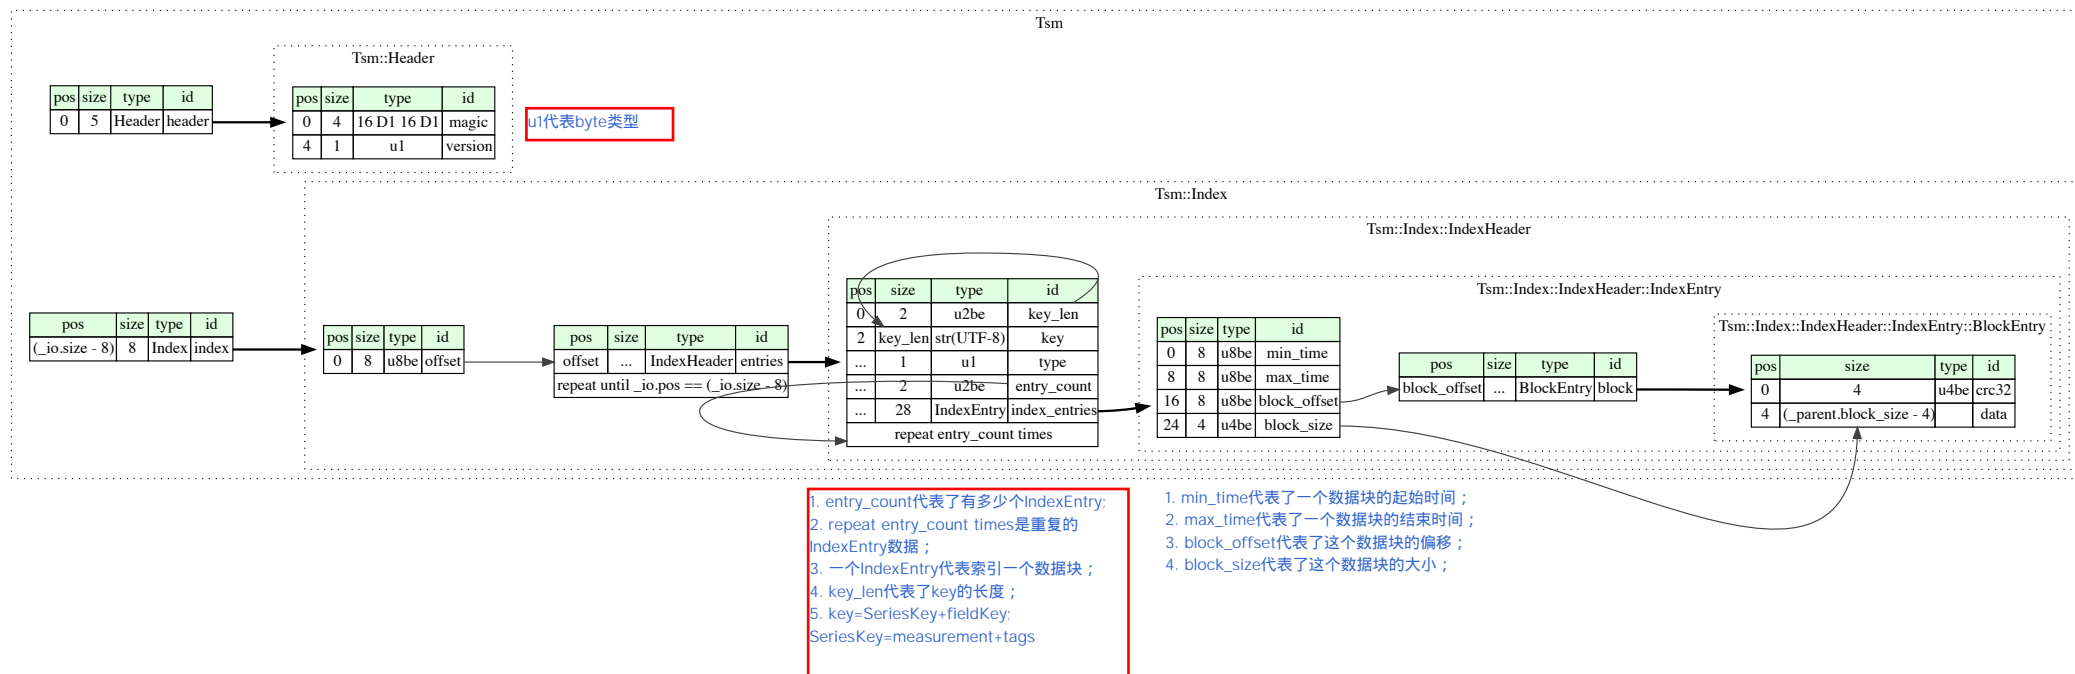 Tsm
Tsm::Header
pos size type id
0 5 Header header
pos size type id
0 4 16 D1 16 D1 magic
4 1 u1 version
u1代表byte类型
Tsm::Index
Tsm::Index::IndexHeader
Tsm::Index::IndexHeader::IndexEntry
Tsm::Index::IndexHeader::IndexEntry::BlockEntry
pos size type id
(_io.size - 8) 8 Index index
pos size type id
0 8 u8be offset
pos size type id
offset ... IndexHeader entries
repeat until _io.pos == (_io.size - 8)
pos size type id
0 2 u2be key_len
2 key_len str(UTF-8) key
... 1 u1 type
... 2 u2be entry_count
... 28 IndexEntry index_entries
repeat entry_count times
pos size type id
0 8 u8be min_time
8 8 u8be max_time
16 8 u8be block_offset
24 4 u4be block_size
pos size type id
block_offset ... BlockEntry block
pos size type id
0 4 u4be crc32
4 (_parent.block_size - 4) data
1. entry_count代表了有多少个IndexEntry;
2. repeat entry_count times是重复的
IndexEntry数据；
3. 一个IndexEntry代表索引一个数据块；
4. key_len代表了key的长度；
5. key=SeriesKey+fieldKey;
SeriesKey=measurement+tags
1. min_time代表了一个数据块的起始时间；
2. max_time代表了一个数据块的结束时间；
3. block_offset代表了这个数据块的偏移；
4. block_size代表了这个数据块的大小；